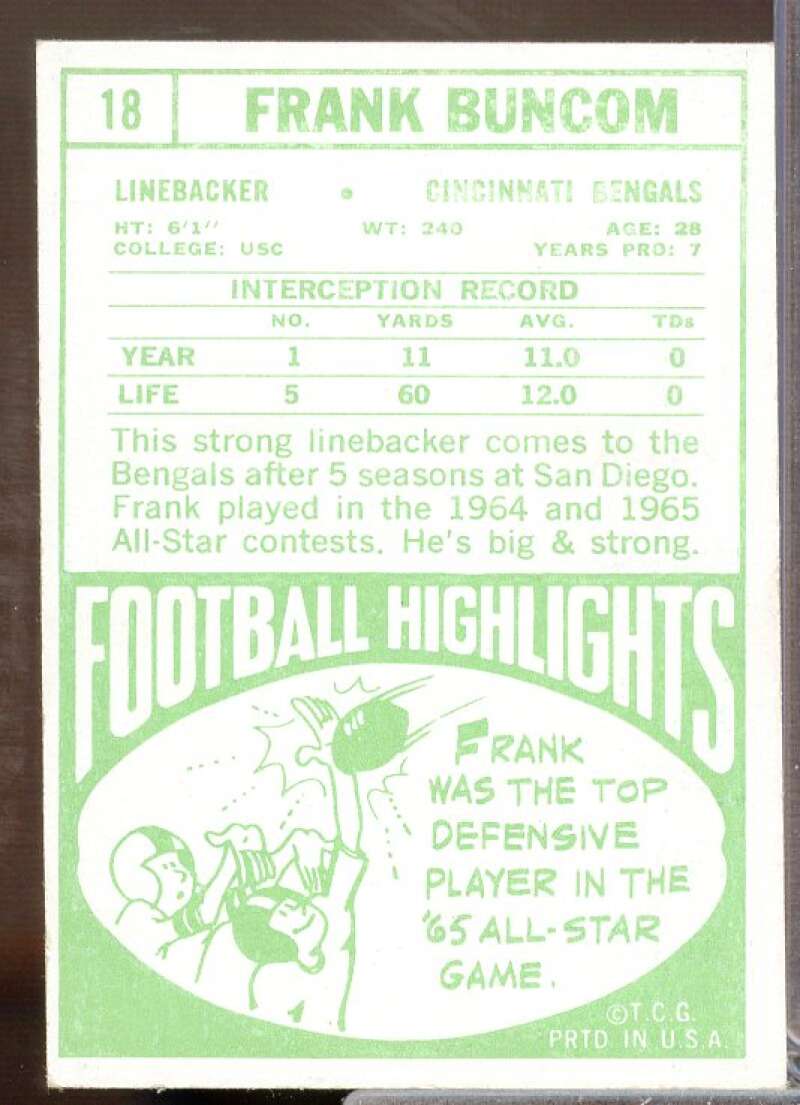 18 FRANK BUNCOM
LINEBACKER • CINCINNATI BENGALS
HT: 6'1" WT: 240 AGE: 28
COLLEGE: USC YEARS PRO: 7
INTERCEPTION RECORD
NO. YARDS AVG. TDs
YEAR 1 11 11.0 0
LIFE 5 60 12.0 0
This strong linebacker comes to the
Bengals after 5 seasons at San Diego.
Frank played in the 1964 and 1965
All-Star contests. He's big & strong.
FOOTBALL HIGHLIGHTS
FRANK
WAS THE TOP
DEFENSIVE
PLAYER IN THE
'65 ALL-STAR
GAME.
©T.C.G.
PRTD IN U.S.A.